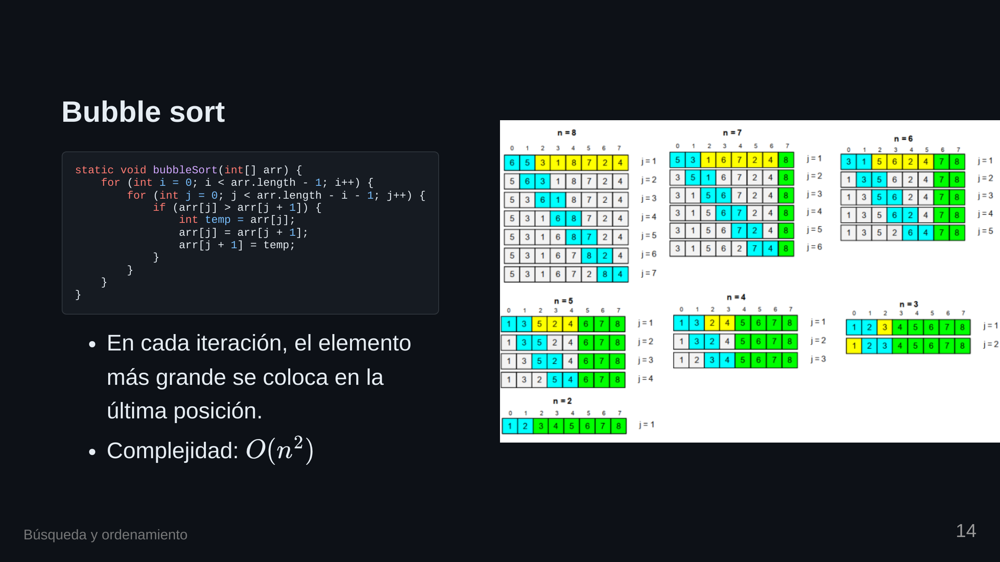 Bubble sort
static void bubbleSort(int[] arr) {
    for (int i = 0; i < arr.length - 1; i++) {
        for (int j = 0; j < arr.length - i - 1; j++) {
            if (arr[j] > arr[j + 1]) {
                int temp = arr[j];
                arr[j] = arr[j + 1];
                arr[j + 1] = temp;
            }
        }
    }
}
• En cada iteración, el elemento
más grande se coloca en la
última posición.
• Complejidad: O(n²)
n = 8
0 1 2 3 4 5 6 7
6 5 3 1 8 7 2 4 j = 1
5 6 3 1 8 7 2 4 j = 2
5 3 6 1 8 7 2 4 j = 3
5 3 1 6 8 7 2 4 j = 4
5 3 1 6 8 7 2 4 j = 5
5 3 1 6 7 8 2 4 j = 6
5 3 1 6 7 2 8 4 j = 7
n = 7
0 1 2 3 4 5 6 7
5 3 1 6 7 2 4 8 j = 1
3 5 1 6 7 2 4 8 j = 2
3 1 5 6 7 2 4 8 j = 3
3 1 5 6 7 2 4 8 j = 4
3 1 5 6 7 2 4 8 j = 5
3 1 5 6 2 7 4 8 j = 6
n = 6
0 1 2 3 4 5 6 7
3 1 5 6 2 4 7 8 j = 1
1 3 5 6 2 4 7 8 j = 2
1 3 5 6 2 4 7 8 j = 3
1 3 5 6 2 4 7 8 j = 4
1 3 5 2 6 4 7 8 j = 5
n = 5
0 1 2 3 4 5 6 7
1 3 5 2 4 6 7 8 j = 1
1 3 5 2 4 6 7 8 j = 2
1 3 5 2 4 6 7 8 j = 3
1 3 2 5 4 6 7 8 j = 4
n = 4
0 1 2 3 4 5 6 7
1 3 2 4 5 6 7 8 j = 1
1 3 2 4 5 6 7 8 j = 2
1 2 3 4 5 6 7 8 j = 3
n = 3
0 1 2 3 4 5 6 7
1 2 3 4 5 6 7 8 j = 1
1 2 3 4 5 6 7 8 j = 2
n = 2
0 1 2 3 4 5 6 7
1 2 3 4 5 6 7 8 j = 1
Búsqueda y ordenamiento
14